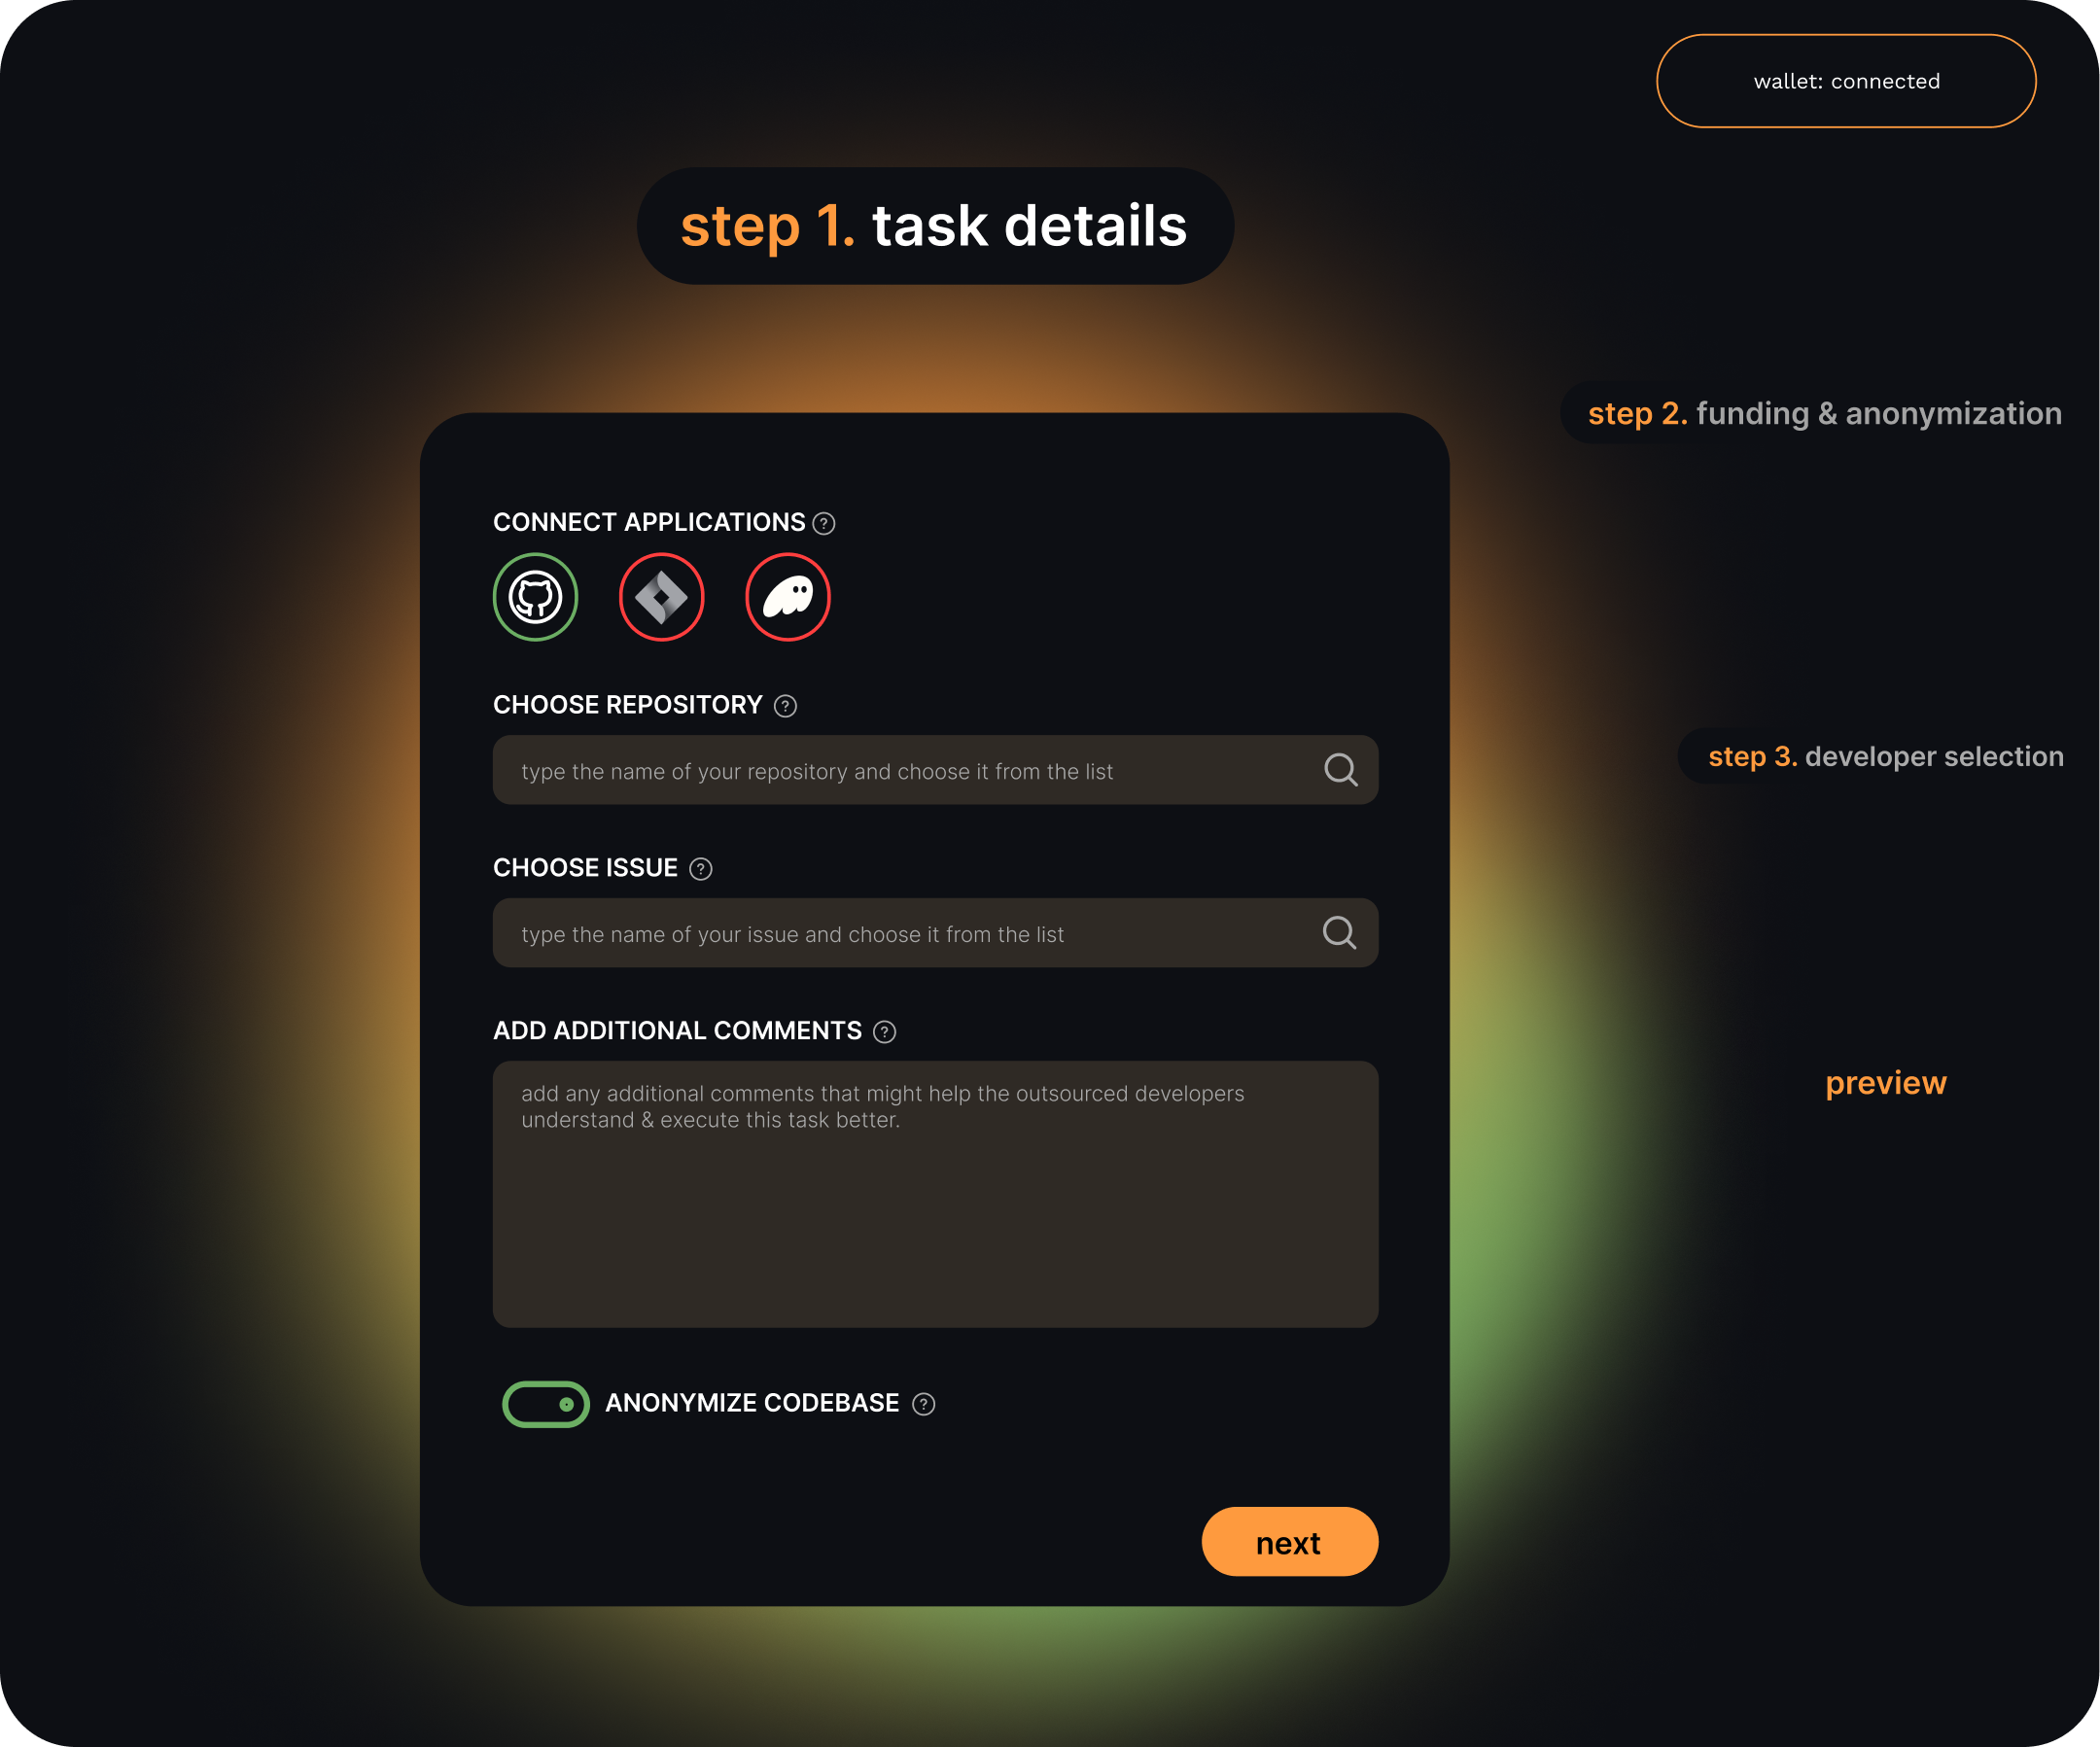 wallet: connected
step 1. task details
step 2. funding & anonymization
CONNECT APPLICATIONS ?
CHOOSE REPOSITORY ?
type the name of your repository and choose it from the list
step 3. developer selection
CHOOSE ISSUE ?
type the name of your issue and choose it from the list
ADD ADDITIONAL COMMENTS ?
add any additional comments that might help the outsourced developers
understand & execute this task better.
preview
ANONYMIZE CODEBASE ?
next